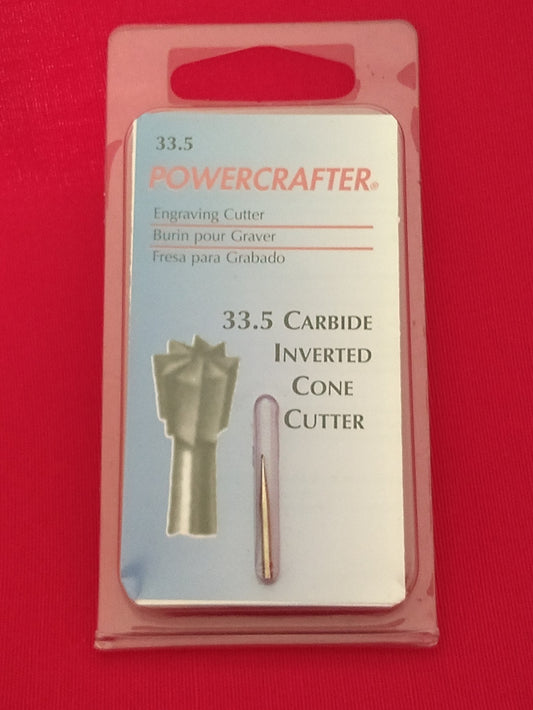 33.5
POWERCRAFTER®
Engraving Cutter
Burin pour Graver
Fresa para Grabado
33.5 CARBIDE
INVERTED
CONE
CUTTER